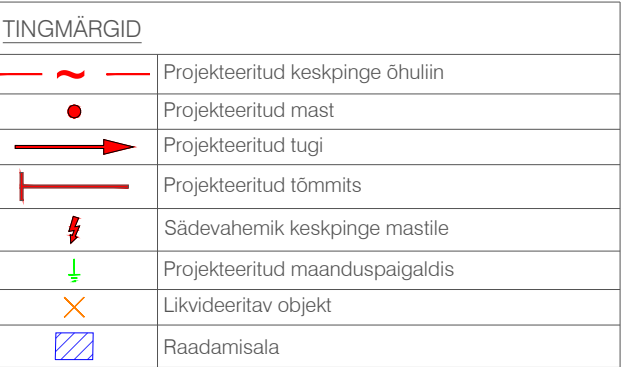 TINGMÄRGID
Projekteeritud keskpinge õhuliin
Projekteeritud mast
Projekteeritud tugi
Projekteeritud tõmmits
Sädevahemik keskpinge mastile
Projekteeritud maanduspaigaldis
Likvideeritav objekt
Raadamisala